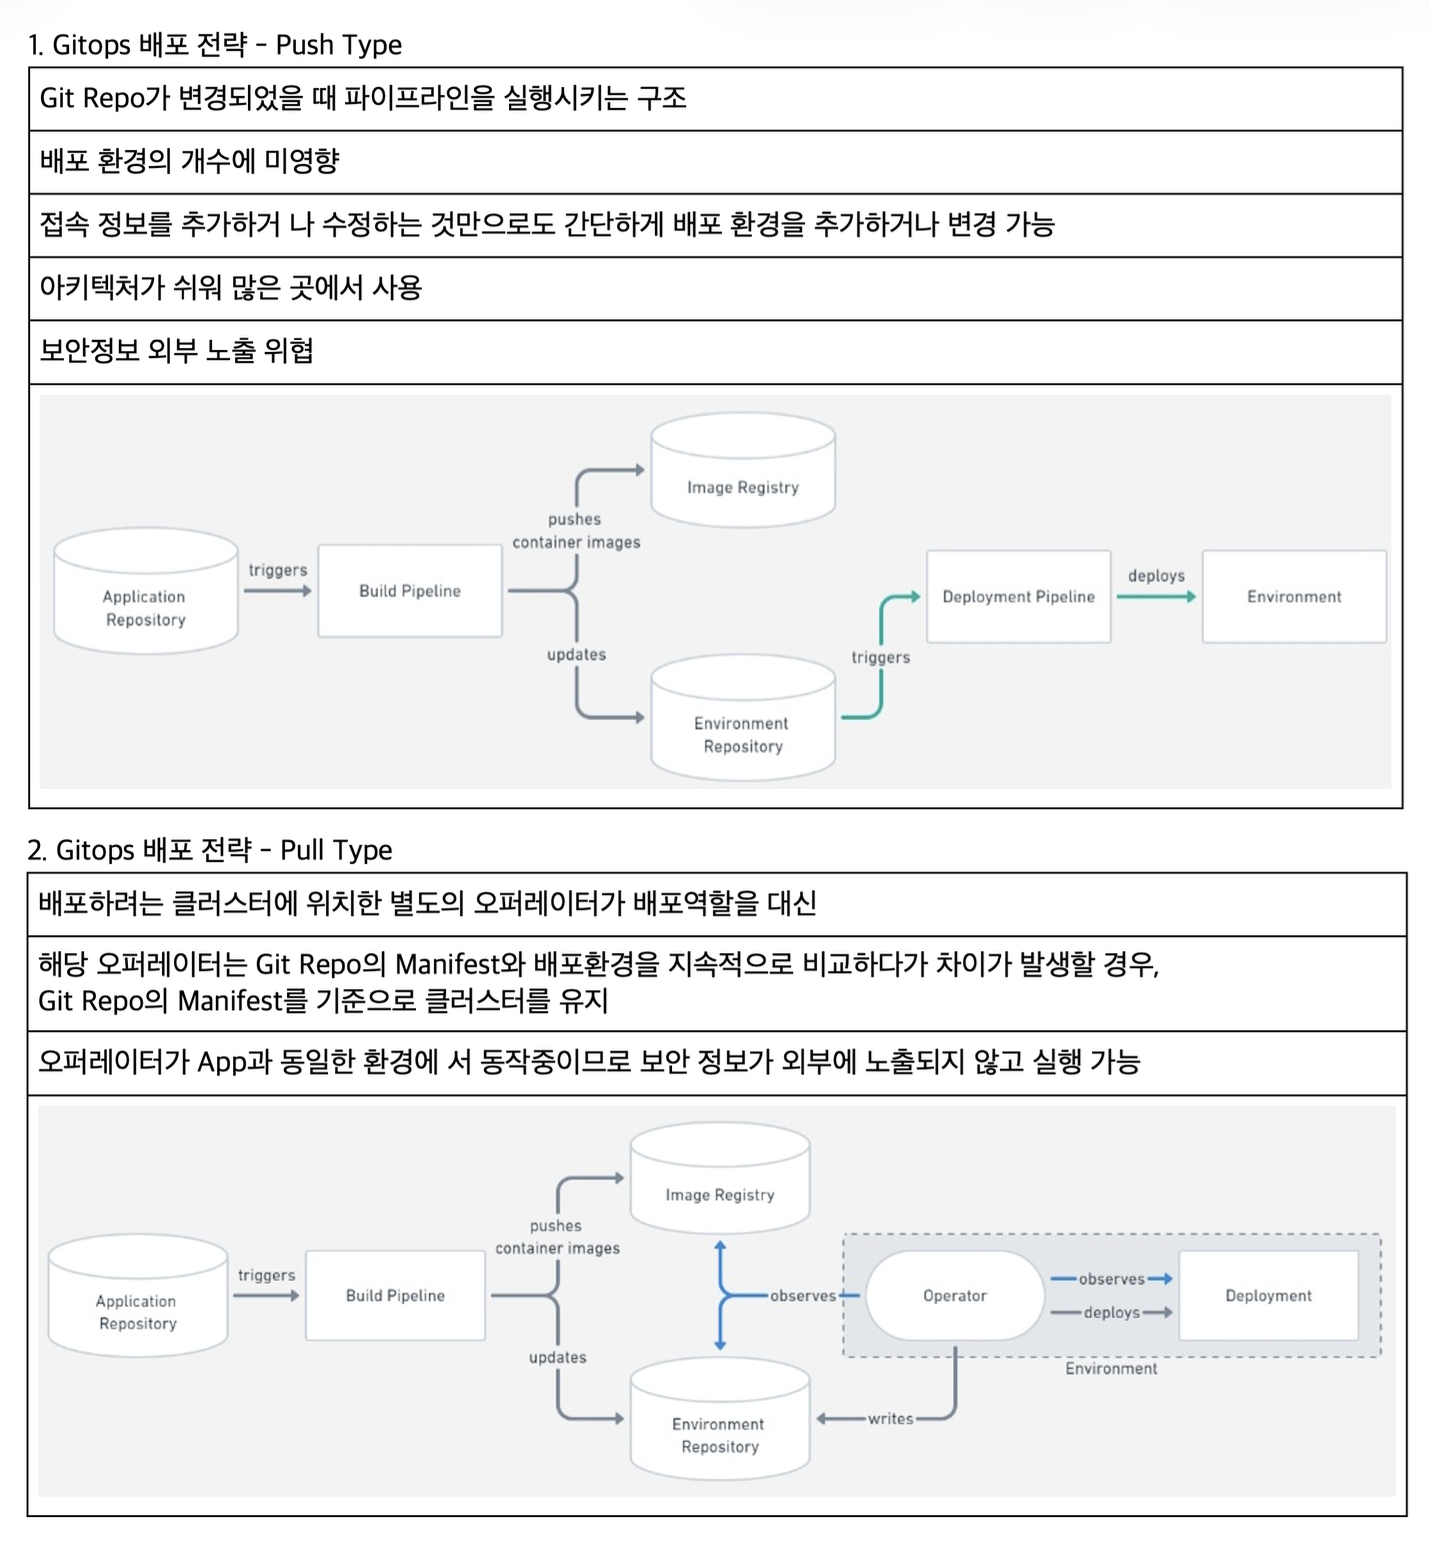 1. Gitops 배포 전략 - Push Type
Git Repo가 변경되었을 때 파이프라인을 실행시키는 구조
배포 환경의 개수에 미영향
접속 정보를 추가하거 나 수정하는 것만으로도 간단하게 배포 환경을 추가하거나 변경 가능
아키텍처가 쉬워 많은 곳에서 사용
보안정보 외부 노출 위협
Image Registry
pushes
container images
Application
Repository
triggers
Build Pipeline
updates
Environment
Repository
triggers
Deployment Pipeline
deploys
Environment
2. Gitops 배포 전략 - Pull Type
배포하려는 클러스터에 위치한 별도의 오퍼레이터가 배포역할을 대신
해당 오퍼레이터는 Git Repo의 Manifest와 배포환경을 지속적으로 비교하다가 차이가 발생할 경우,
Git Repo의 Manifest를 기준으로 클러스터를 유지
오퍼레이터가 App과 동일한 환경에 서 동작중이므로 보안 정보가 외부에 노출되지 않고 실행 가능
Image Registry
pushes
container images
Application
Repository
triggers
Build Pipeline
updates
Environment
Repository
observes
Operator
observes
deploys
Deployment
Environment
writes